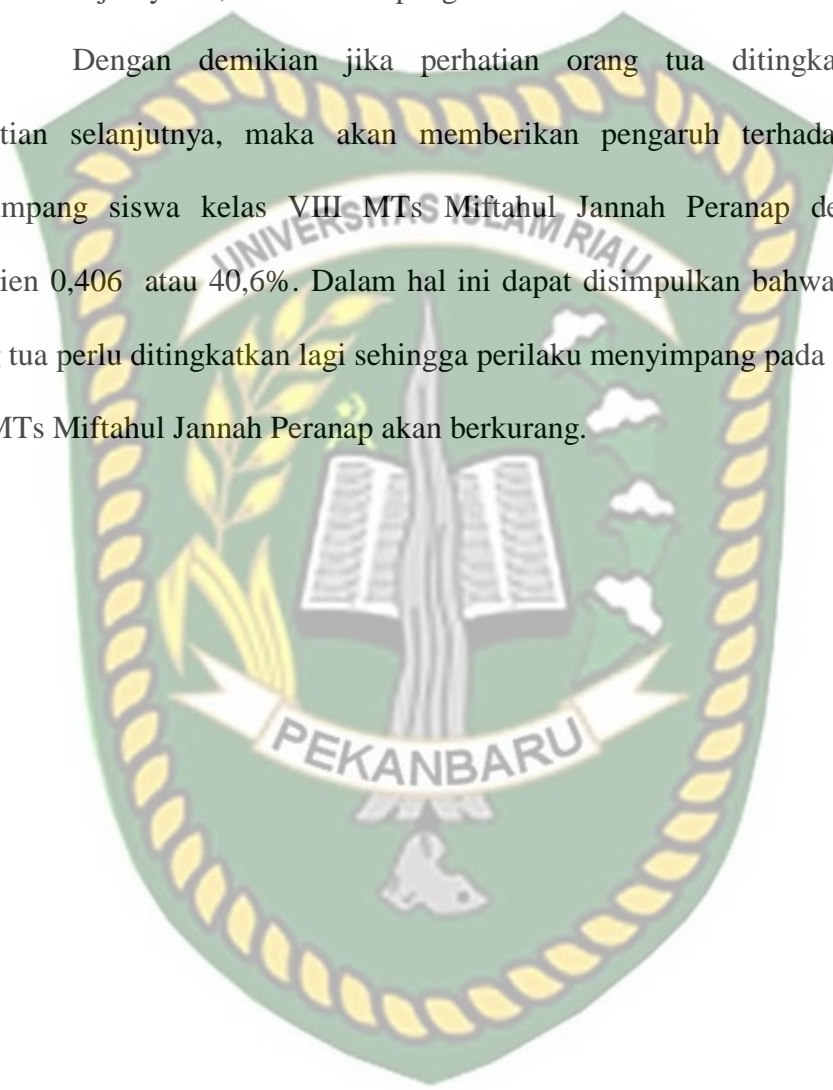 Dengan demikian jika perhatian orang tua ditingka
tian selanjutnya, maka akan memberikan pengaruh terhada
mpang siswa kelas VIII MTs Miftahul Jannah Peranap de
ien 0,406 atau 40,6%. Dalam hal ini dapat disimpulkan bahwa
tua perlu ditingkatkan lagi sehingga perilaku menyimpang pada
MTs Miftahul Jannah Peranap akan berkurang.
UNIVERSITAS ISLAM RIAU
PEKANBARU